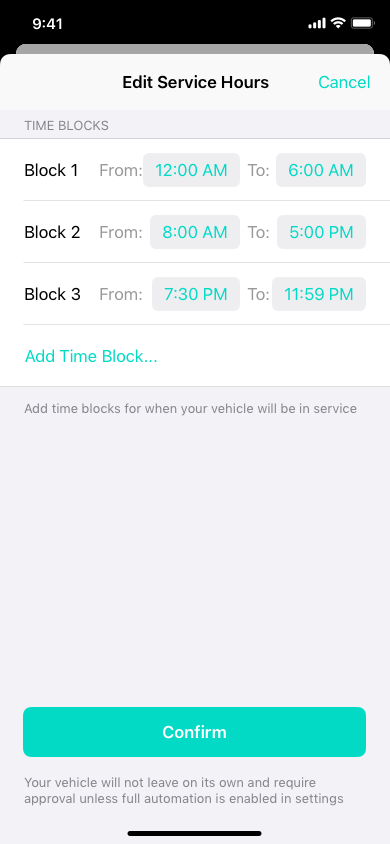 9:41
Edit Service Hours Cancel
TIME BLOCKS
Block 1 From: 12:00 AM To: 6:00 AM
Block 2 From: 8:00 AM To: 5:00 PM
Block 3 From: 7:30 PM To: 11:59 PM
Add Time Block...
Add time blocks for when your vehicle will be in service
Confirm
Your vehicle will not leave on its own and require
approval unless full automation is enabled in settings